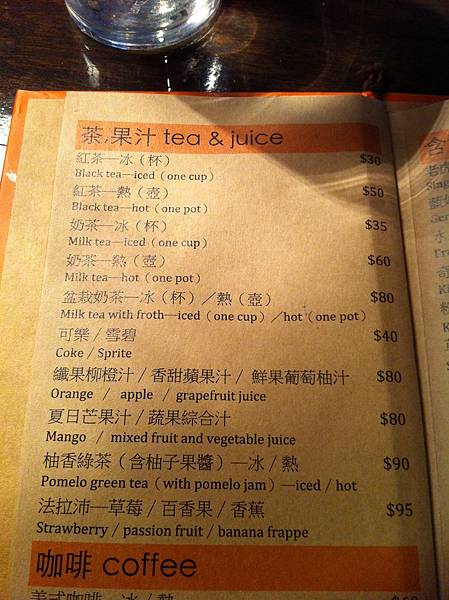 茶,果汁 tea & juice
紅茶—冰（杯） $30
Black tea—iced（one cup）
紅茶—熱（壺） $50
Black tea—hot（one pot）
奶茶—冰（杯） $35
Milk tea—iced（one cup）
奶茶—熱（壺） $60
Milk tea—hot（one pot）
盆栽奶茶—冰（杯）／熱（壺） $80
Milk tea with froth—iced（one cup）／hot（one pot）
可樂／雪碧 $40
Coke / Sprite
纖果柳橙汁 / 香甜蘋果汁 / 鮮果葡萄柚汁 $80
Orange / apple / grapefruit juice
夏日芒果汁 / 蔬果綜合汁 $80
Mango / mixed fruit and vegetable juice
柚香綠茶（含柚子果醬）—冰 / 熱 $90
Pomelo green tea（with pomelo jam）—iced / hot
法拉沛—草莓 / 百香果 / 香蕉 $95
Strawberry / passion fruit / banana frappe
咖啡 coffee
美式咖啡—冰 / 熱 $60